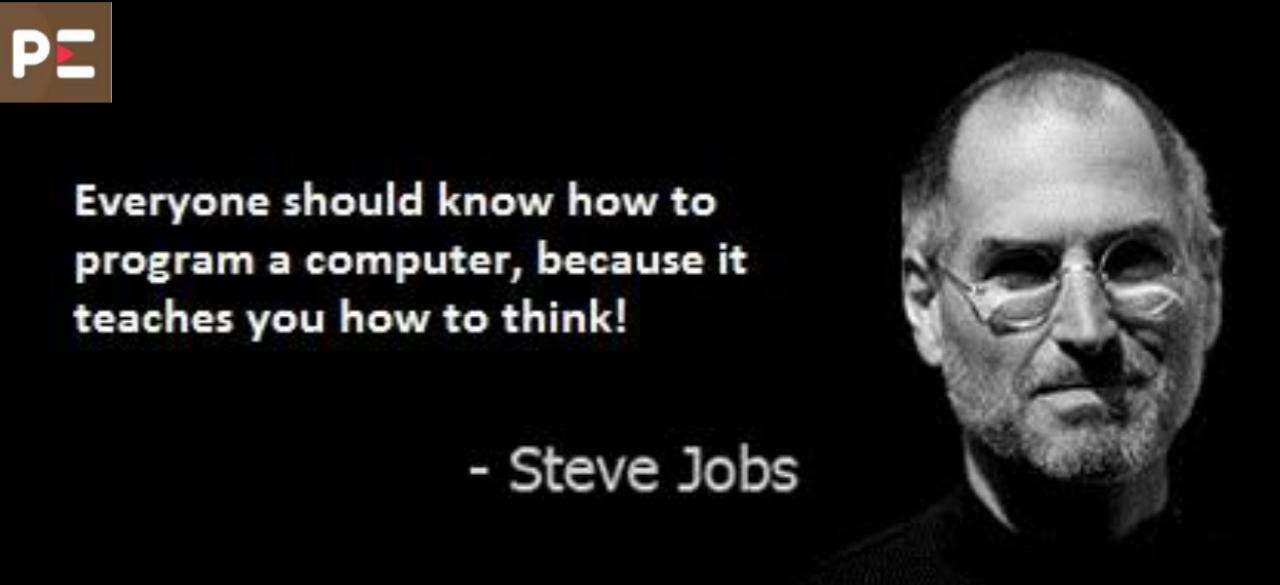 PE
Everyone should know how to
program a computer, because it
teaches you how to think!
- Steve Jobs